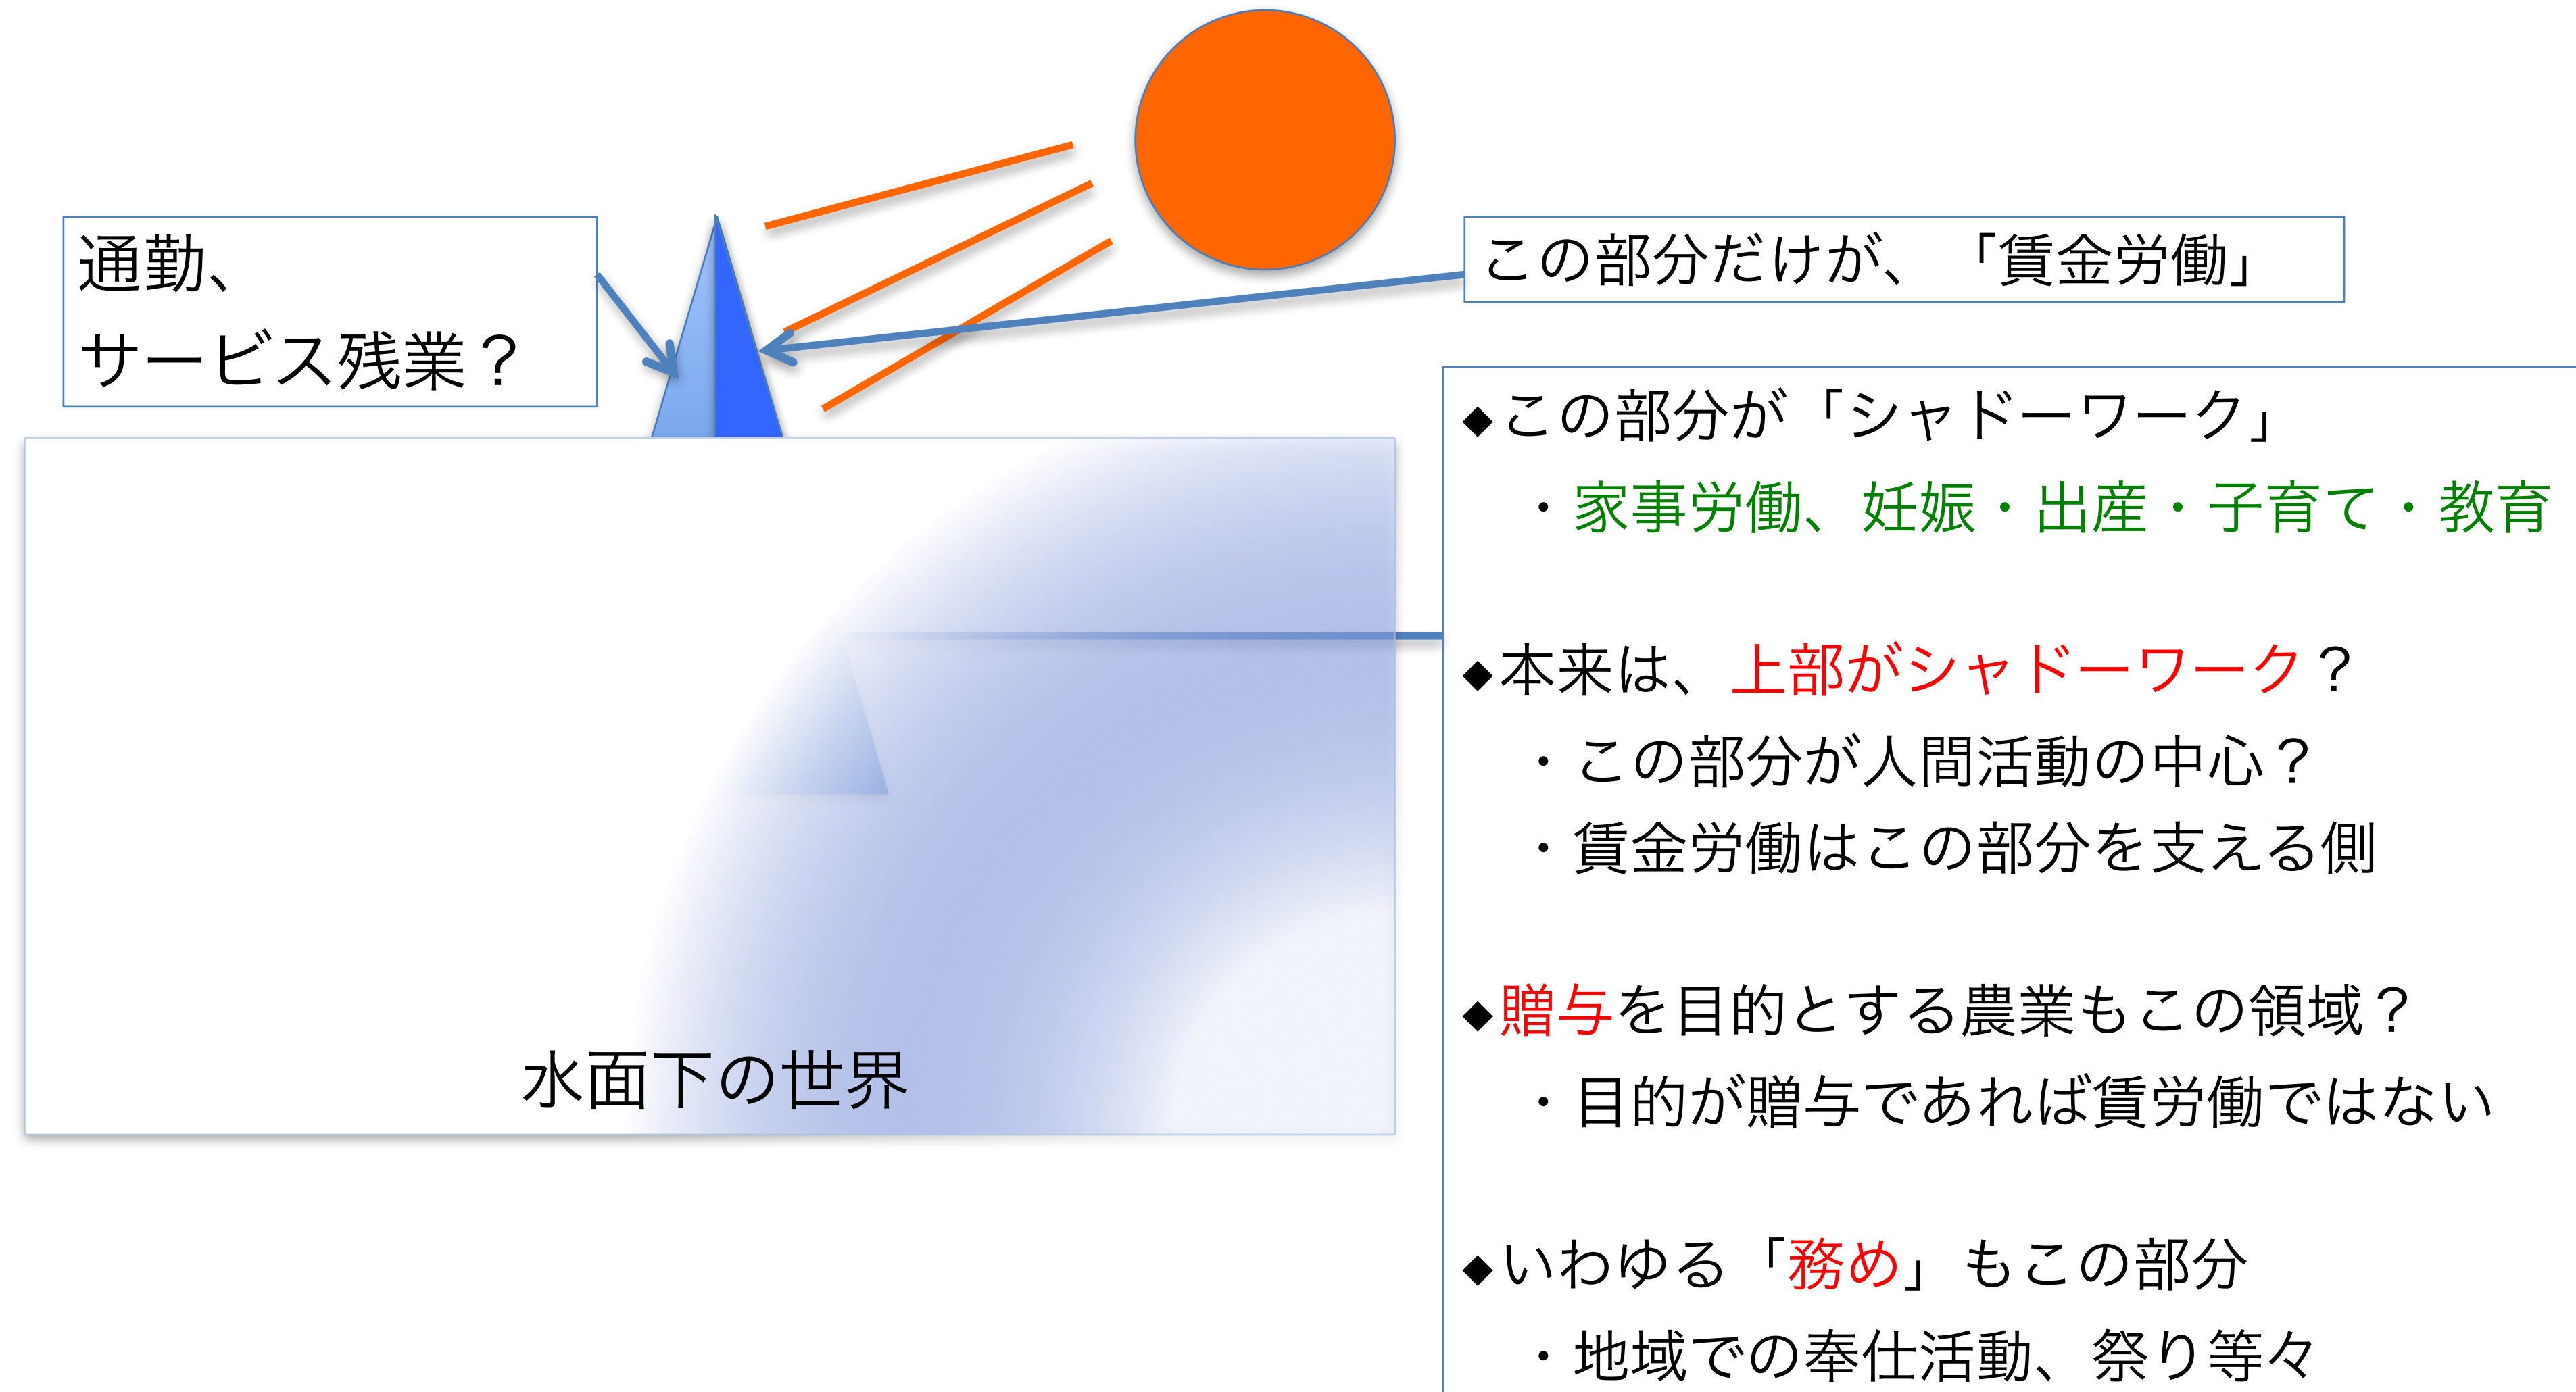 通勤、
サービス残業？
この部分だけが、「賃金労働」
◆この部分が「シャドーワーク」
・家事労働、妊娠・出産・子育て・教育
◆本来は、上部がシャドーワーク？
・この部分が人間活動の中心？
・賃金労働はこの部分を支える側
◆贈与を目的とする農業もこの領域？
・目的が贈与であれば賃労働ではない
◆いわゆる「務め」もこの部分
・地域での奉仕活動、祭り等々
水面下の世界